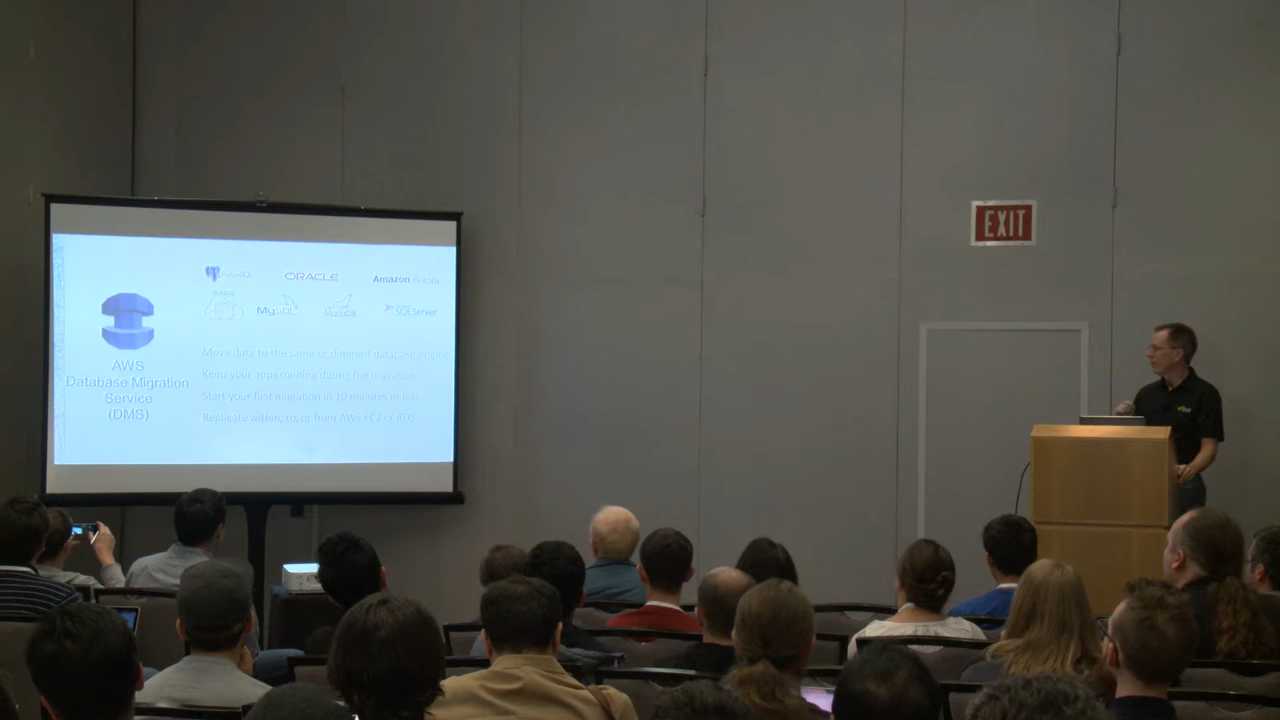 PostgreSQL ORACLE Amazon Aurora
MySQL MariaDB SQL Server
AWS
Database Migration
Service
(DMS)
Move data to the same or different database engine
Keep your apps running during the migration
Start your first migration in 10 minutes or less
Replicate within, to, or from AWS EC2 or RDS
EXIT